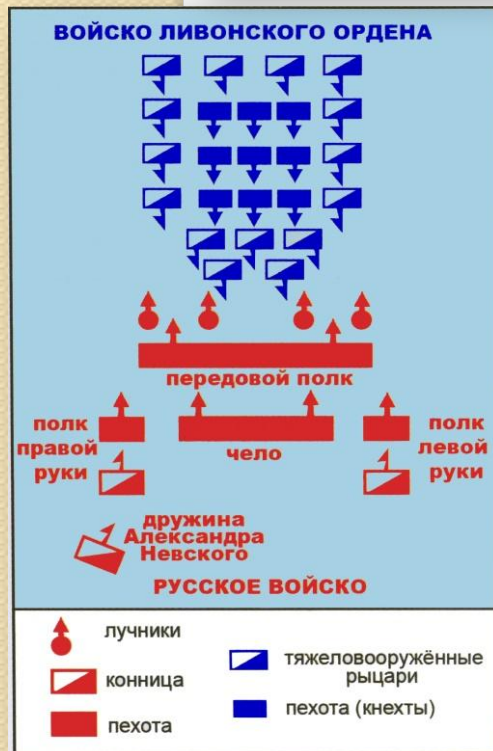 ВОЙСКО ЛИВОНСКОГО ОРДЕНА
передовой полк
полк
правой
руки
чело
полк
левой
руки
дружина
Александра
Невского
РУССКОЕ ВОЙСКО
лучники
конница
пехота
тяжеловооружённые
рыцари
пехота (кнехты)